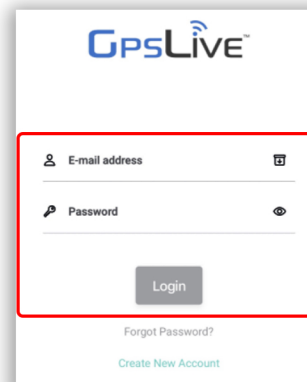 GPSLIVE™
E-mail address
Password
Login
Forgot Password?
Create New Account